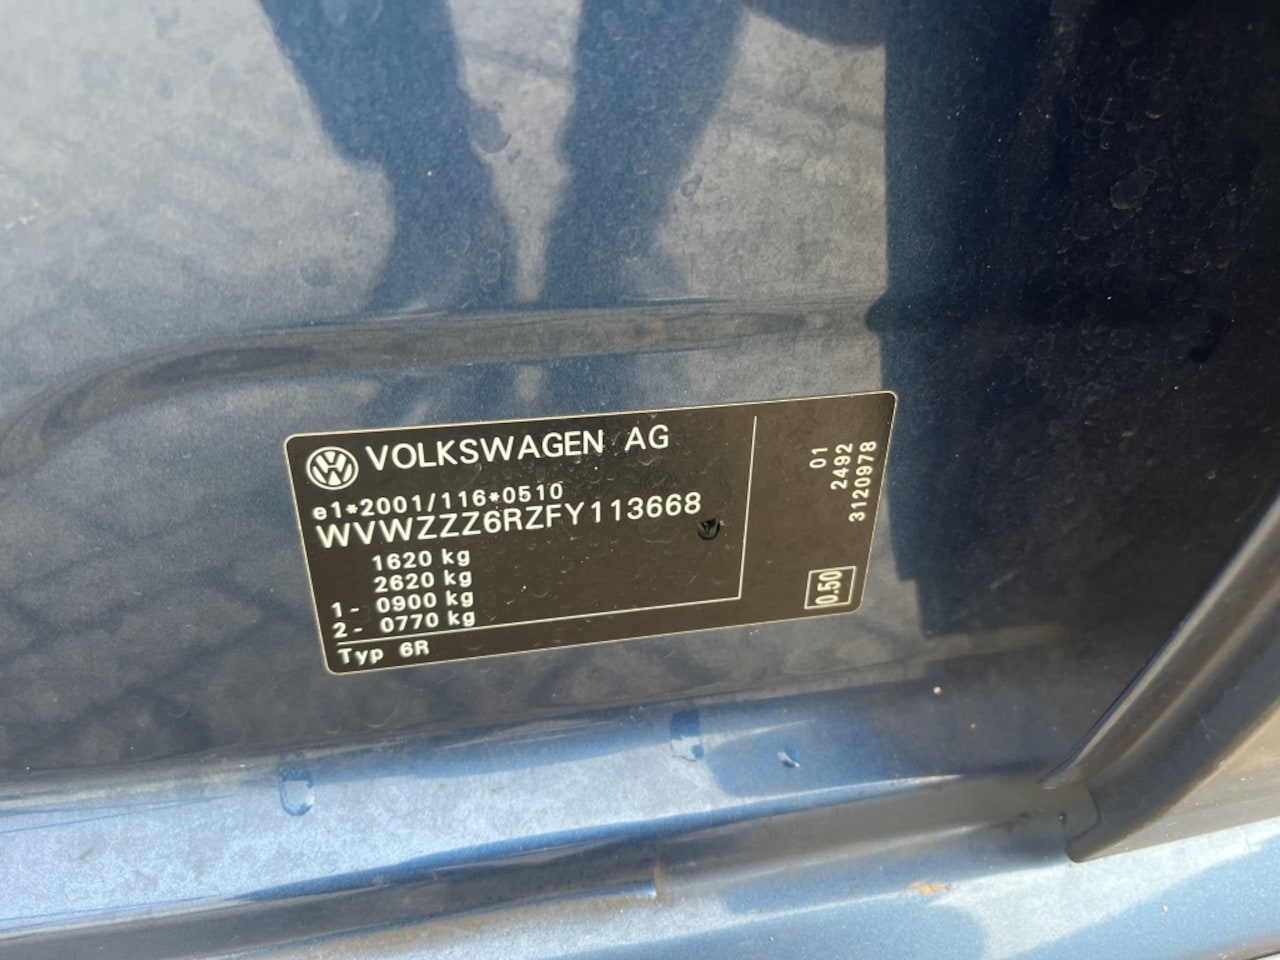 VOLKSWAGEN AG
e1*2001/116*0510
WVWZZZ6RZFY113668
1620 kg
2620 kg
1- 0900 kg
2- 0770 kg
Typ 6R
01
2492
3120978
0.50